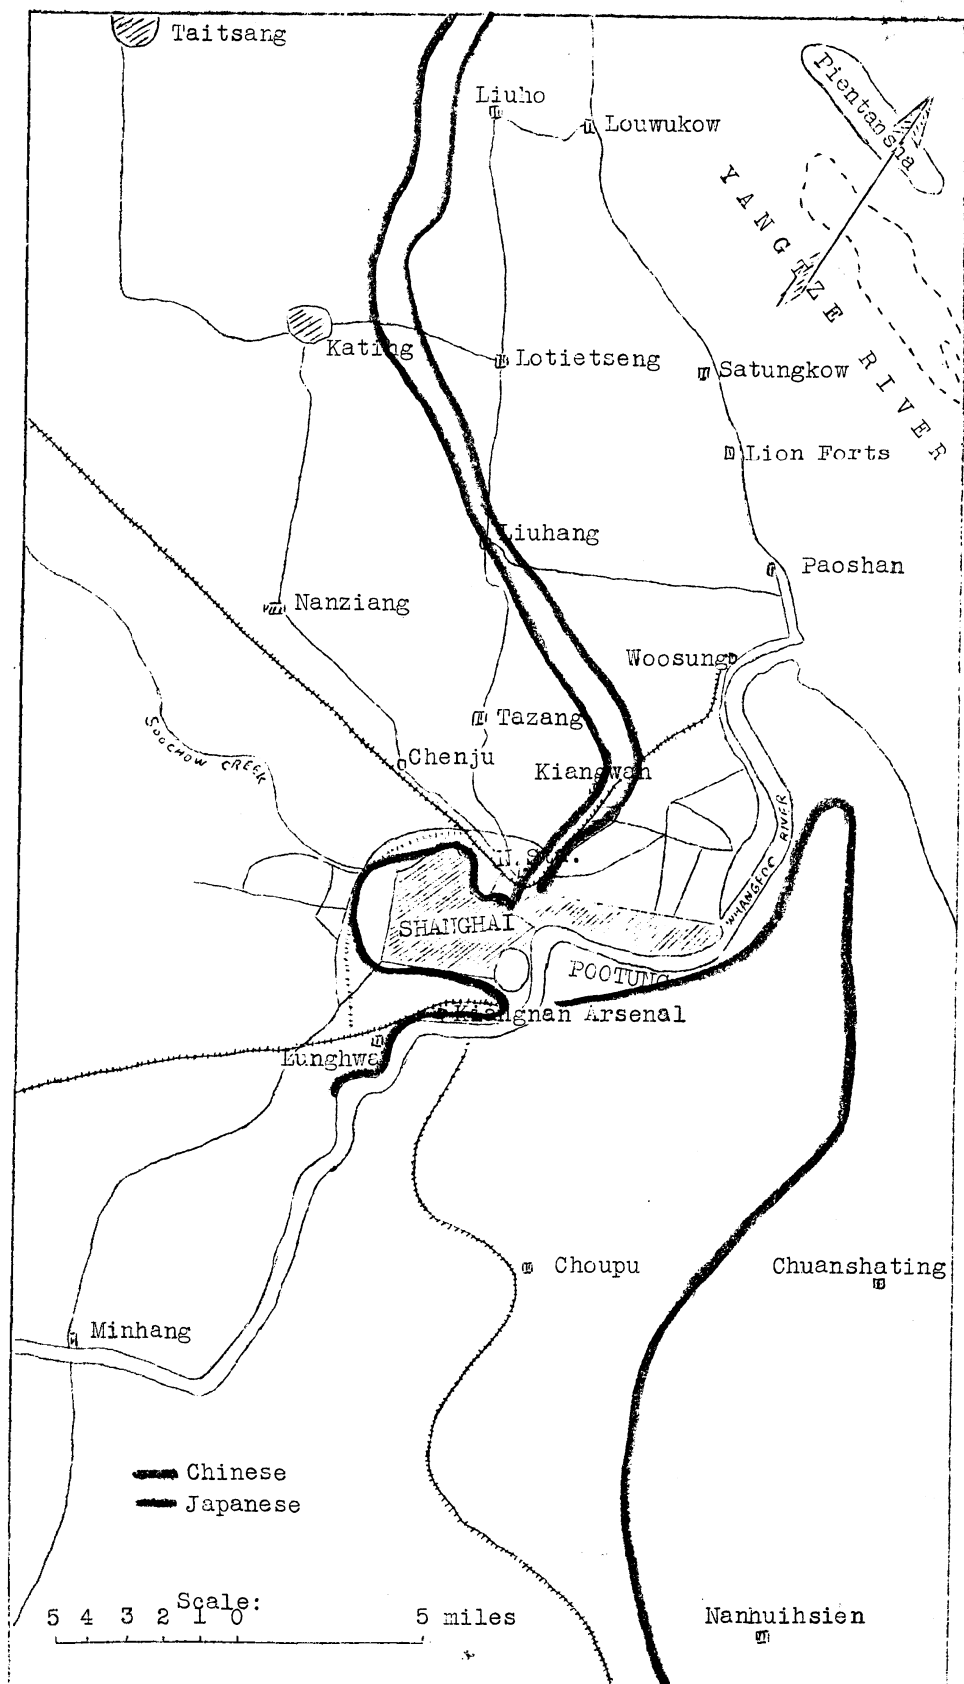 Taitsang
Liuho
Louwukow
Pientansha
YANGTZE RIVER
Kating
Lotietseng
Satungkow
Lion Forts
Liuhang
Paoshan
Nanziang
Woosung
Tazang
SOOCHOW CREEK
Chenju
Kiangwan
WHANGPOO RIVER
N. Sta.
SHANGHAI
POOTUNG
Kiangnan Arsenal
Lunghwa
Choupu
Chuanshating
Minhang
Chinese
Japanese
Scale:
5 4 3 2 1 0 5 miles
Nanhuihsien